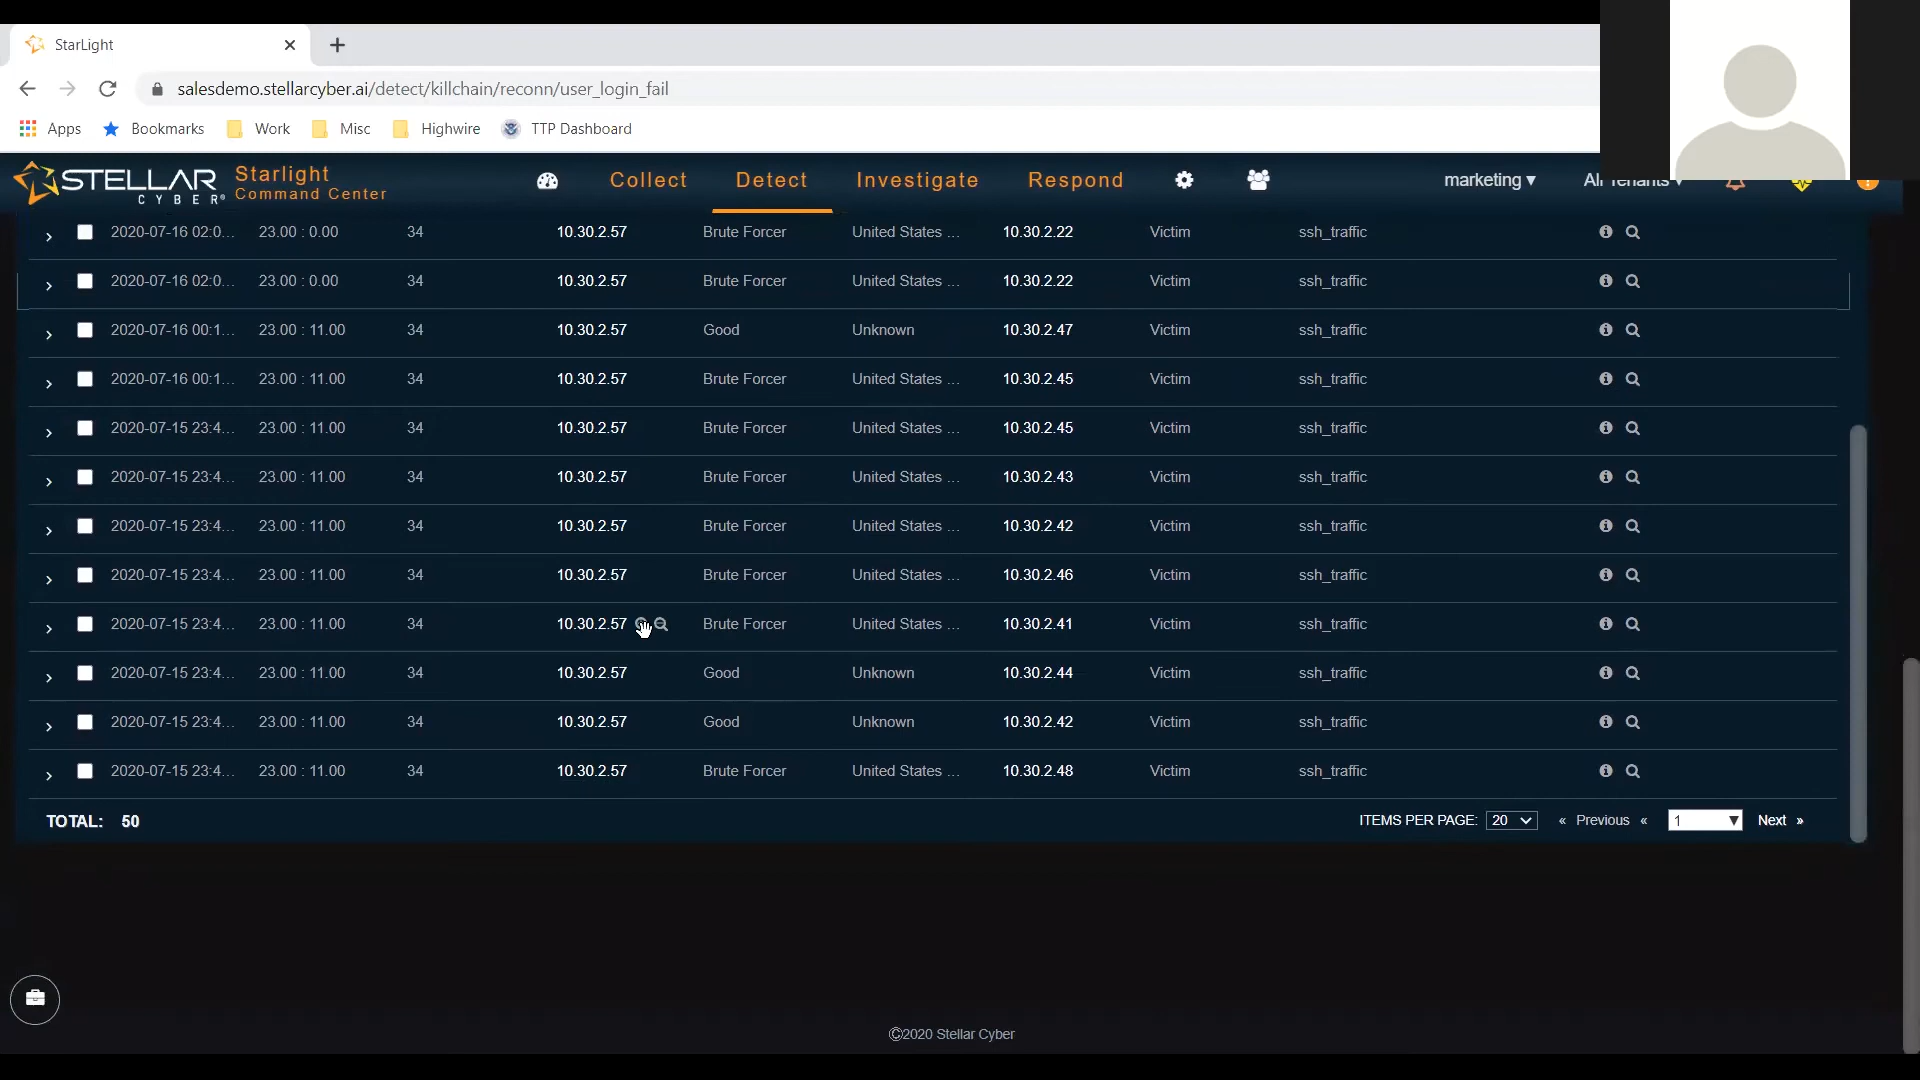 StarLight
salesdemo.stellarcyber.ai/detect/killchain/reconn/user_login_fail
Apps Bookmarks Work Misc Highwire TTP Dashboard
STELLAR CYBER® Starlight Command Center Collect Detect Investigate Respond marketing All Tenants
2020-07-16 02:0... 23.00 : 0.00 34 10.30.2.57 Brute Forcer United States ... 10.30.2.22 Victim ssh_traffic
2020-07-16 02:0... 23.00 : 0.00 34 10.30.2.57 Brute Forcer United States ... 10.30.2.22 Victim ssh_traffic
2020-07-16 00:1... 23.00 : 11.00 34 10.30.2.57 Good Unknown 10.30.2.47 Victim ssh_traffic
2020-07-16 00:1... 23.00 : 11.00 34 10.30.2.57 Brute Forcer United States ... 10.30.2.45 Victim ssh_traffic
2020-07-15 23:4... 23.00 : 11.00 34 10.30.2.57 Brute Forcer United States ... 10.30.2.45 Victim ssh_traffic
2020-07-15 23:4... 23.00 : 11.00 34 10.30.2.57 Brute Forcer United States ... 10.30.2.43 Victim ssh_traffic
2020-07-15 23:4... 23.00 : 11.00 34 10.30.2.57 Brute Forcer United States ... 10.30.2.42 Victim ssh_traffic
2020-07-15 23:4... 23.00 : 11.00 34 10.30.2.57 Brute Forcer United States ... 10.30.2.46 Victim ssh_traffic
2020-07-15 23:4... 23.00 : 11.00 34 10.30.2.57 Brute Forcer United States ... 10.30.2.41 Victim ssh_traffic
2020-07-15 23:4... 23.00 : 11.00 34 10.30.2.57 Good Unknown 10.30.2.44 Victim ssh_traffic
2020-07-15 23:4... 23.00 : 11.00 34 10.30.2.57 Good Unknown 10.30.2.42 Victim ssh_traffic
2020-07-15 23:4... 23.00 : 11.00 34 10.30.2.57 Brute Forcer United States ... 10.30.2.48 Victim ssh_traffic
TOTAL: 50 ITEMS PER PAGE: 20 « Previous « 1 Next »
©2020 Stellar Cyber